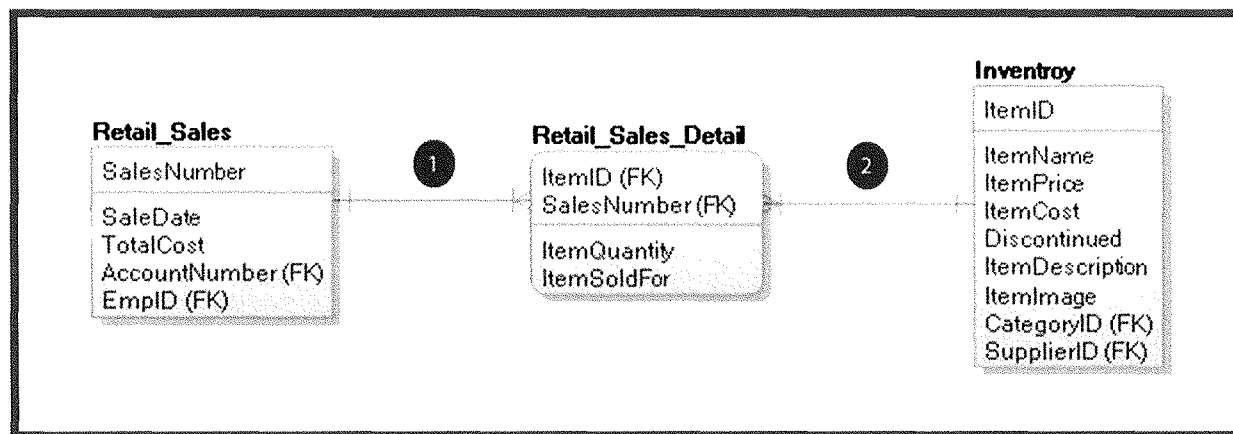 Retail_Sales
SalesNumber
SaleDate
TotalCost
AccountNumber (FK)
EmpID (FK)
1
Retail_Sales_Detail
ItemID (FK)
SalesNumber (FK)
ItemQuantity
ItemSoldFor
2
Inventroy
ItemID
ItemName
ItemPrice
ItemCost
Discontinued
ItemDescription
ItemImage
CategoryID (FK)
SupplierID (FK)